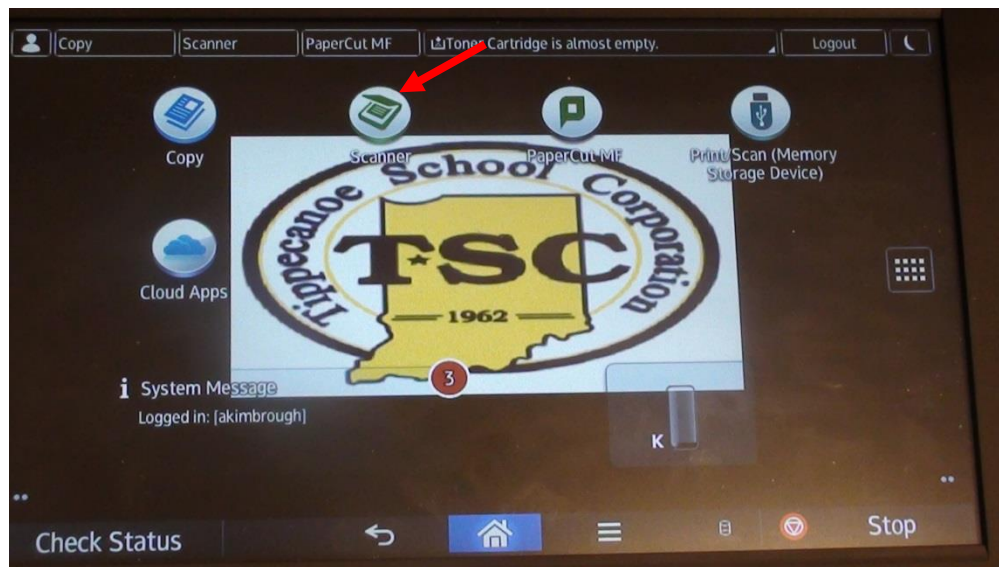 Copy
Scanner
PaperCut MF
Toner Cartridge is almost empty.
Logout
Copy
Scanner
PaperCut MF
Print/Scan (Memory
Storage Device)
Tippecanoe School Corporation
TSC
1962
Cloud Apps
3
i System Message
Logged in: [akimbrough]
K
Check Status
Stop